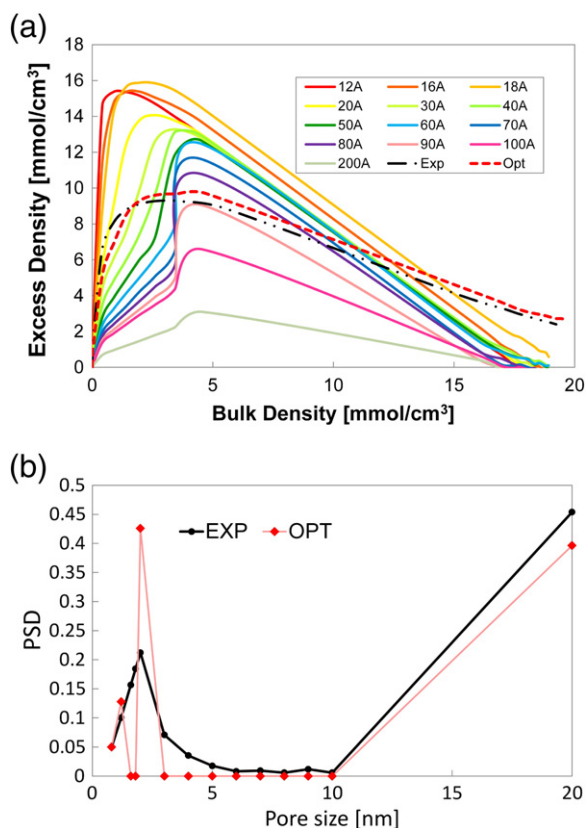 (a)
18
16
14
12
10
8
6
4
2
0
Excess Density [mmol/cm³]
12A 16A 18A
20A 30A 40A
50A 60A 70A
80A 90A 100A
200A Exp Opt
0 5 10 15 20
Bulk Density [mmol/cm³]
(b)
0.5
0.45
0.4
0.35
0.3
0.25
0.2
0.15
0.1
0.05
0
PSD
EXP OPT
0 5 10 15 20
Pore size [nm]